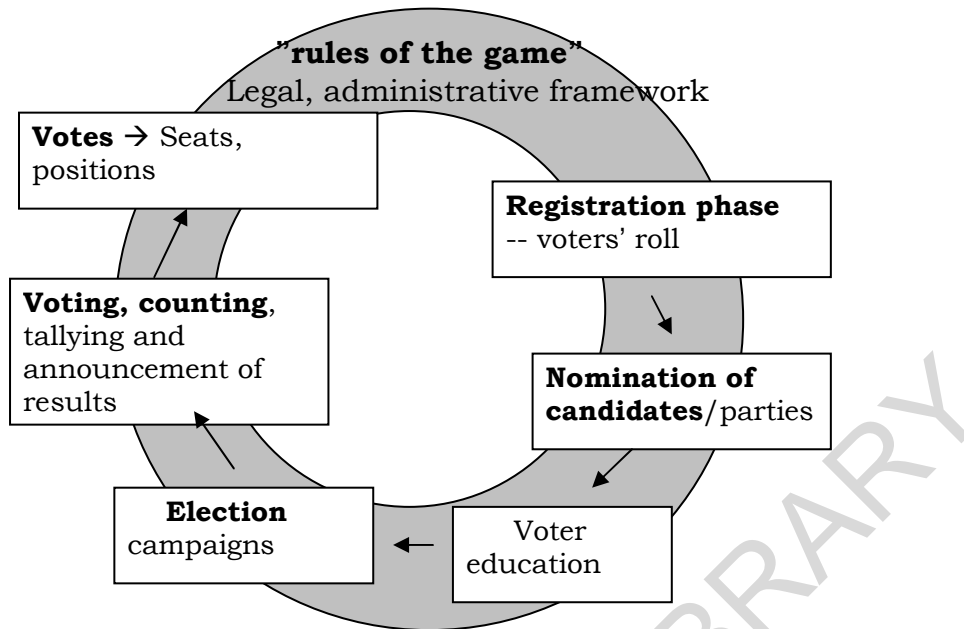 ”rules of the game”
Legal, administrative framework
Votes → Seats,
positions
Registration phase
-- voters’ roll
Voting, counting,
tallying and
announcement of
results
Nomination of
candidates/parties
Election
campaigns
Voter
education
BRARY